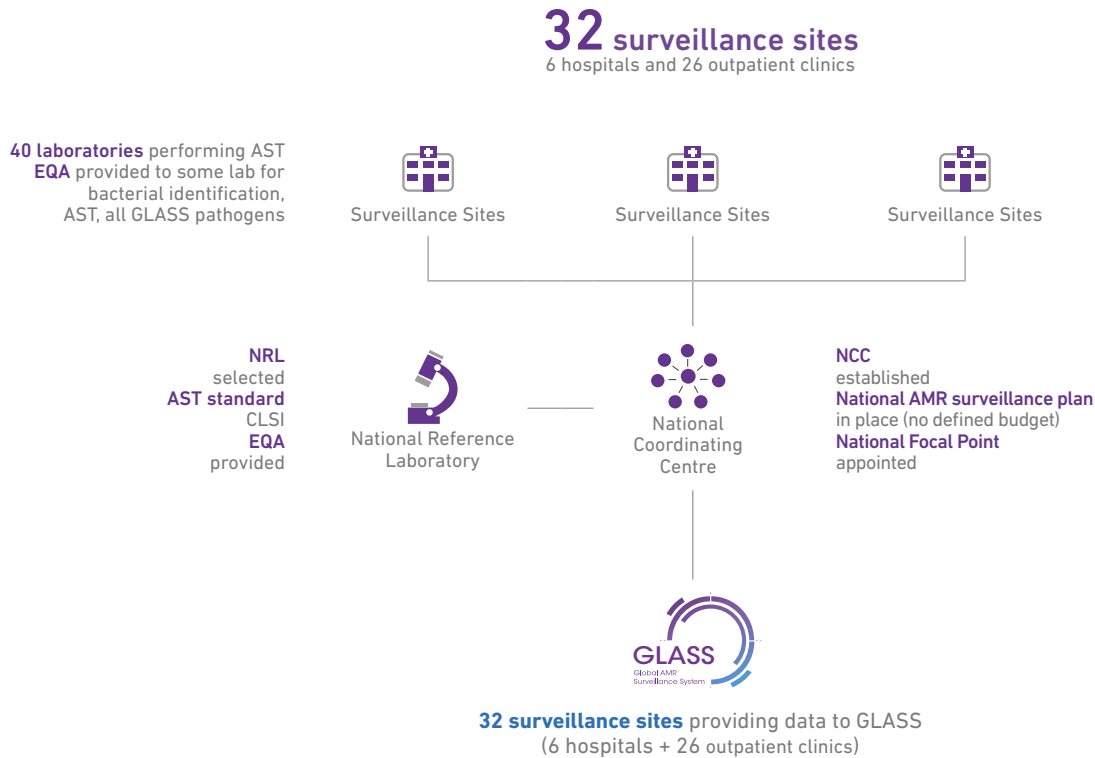 32 surveillance sites
6 hospitals and 26 outpatient clinics
40 laboratories performing AST
EQA provided to some lab for
bacterial identification,
AST, all GLASS pathogens
Surveillance Sites
Surveillance Sites
Surveillance Sites
NRL
selected
AST standard
CLSI
EQA
provided
National Reference
Laboratory
National
Coordinating
Centre
NCC
established
National AMR surveillance plan
in place (no defined budget)
National Focal Point
appointed
GLASS
Global AMR
Surveillance System
32 surveillance sites providing data to GLASS
(6 hospitals + 26 outpatient clinics)